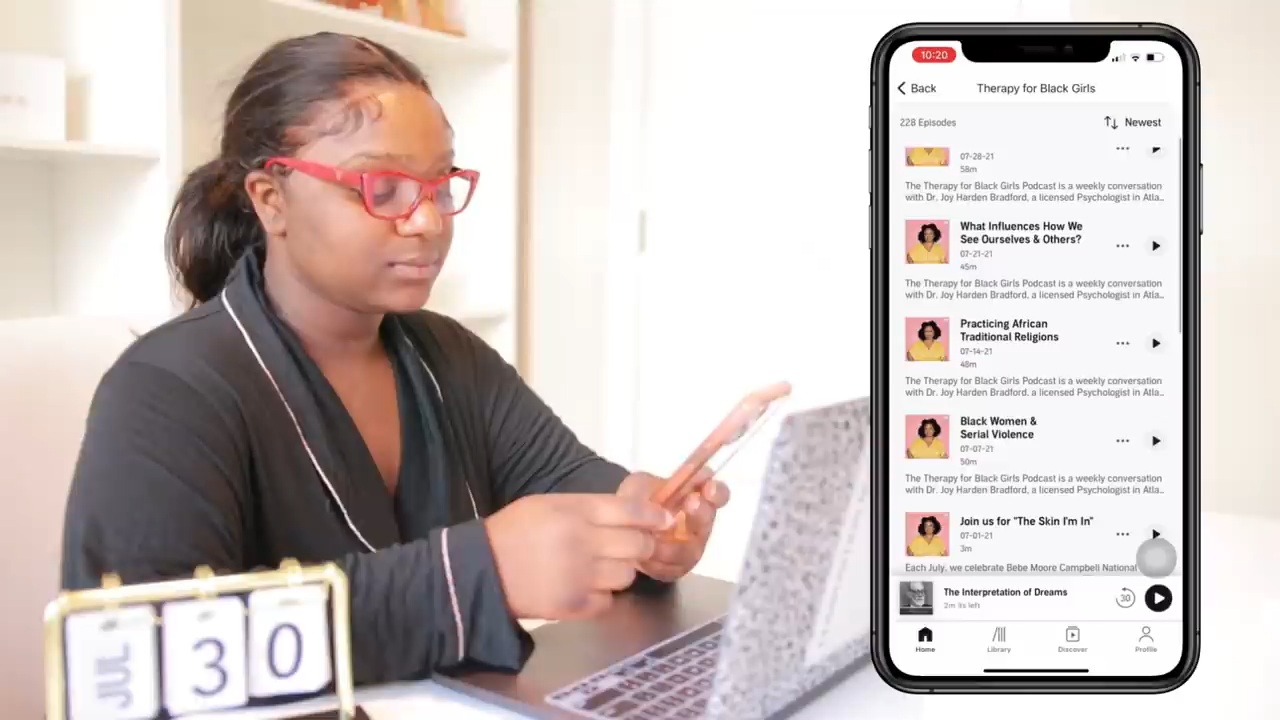 10:20
Back
Therapy for Black Girls
228 Episodes
Newest
07-28-21
58m
The Therapy for Black Girls Podcast is a weekly conversation
with Dr. Joy Harden Bradford, a licensed Psychologist in Atla...
What Influences How We
See Ourselves & Others?
07-21-21
45m
The Therapy for Black Girls Podcast is a weekly conversation
with Dr. Joy Harden Bradford, a licensed Psychologist in Atla...
Practicing African
Traditional Religions
07-14-21
48m
The Therapy for Black Girls Podcast is a weekly conversation
with Dr. Joy Harden Bradford, a licensed Psychologist in Atla...
Black Women &
Serial Violence
07-07-21
50m
The Therapy for Black Girls Podcast is a weekly conversation
with Dr. Joy Harden Bradford, a licensed Psychologist in Atla...
Join us for "The Skin I'm In"
07-01-21
3m
Each July, we celebrate Bebe Moore Campbell National
The Interpretation of Dreams
2m left
30
Home
Library
Discover
Profile
JUL
3
0